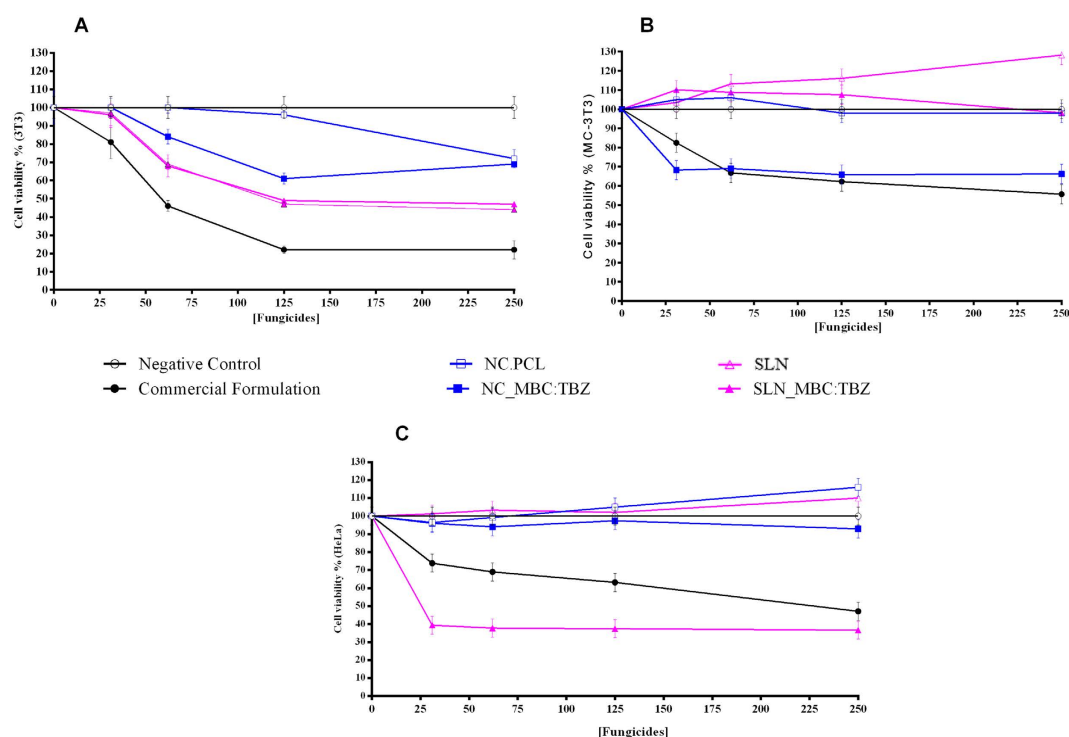 A
Cell viability % (3T3)
130
120
110
100
90
80
70
60
50
40
30
20
10
0
0 25 50 75 100 125 150 175 200 225 250
[Fungicides]
B
Cell viability % (MC-3T3)
130
120
110
100
90
80
70
60
50
40
30
20
10
0
0 25 50 75 100 125 150 175 200 225 250
[Fungicides]
Negative Control
NC.PCL
SLN
Commercial Formulation
NC_MBC:TBZ
SLN_MBC:TBZ
C
Cell viability % (HeLa)
130
120
110
100
90
80
70
60
50
40
30
20
10
0
0 25 50 75 100 125 150 175 200 225 250
[Fungicides]